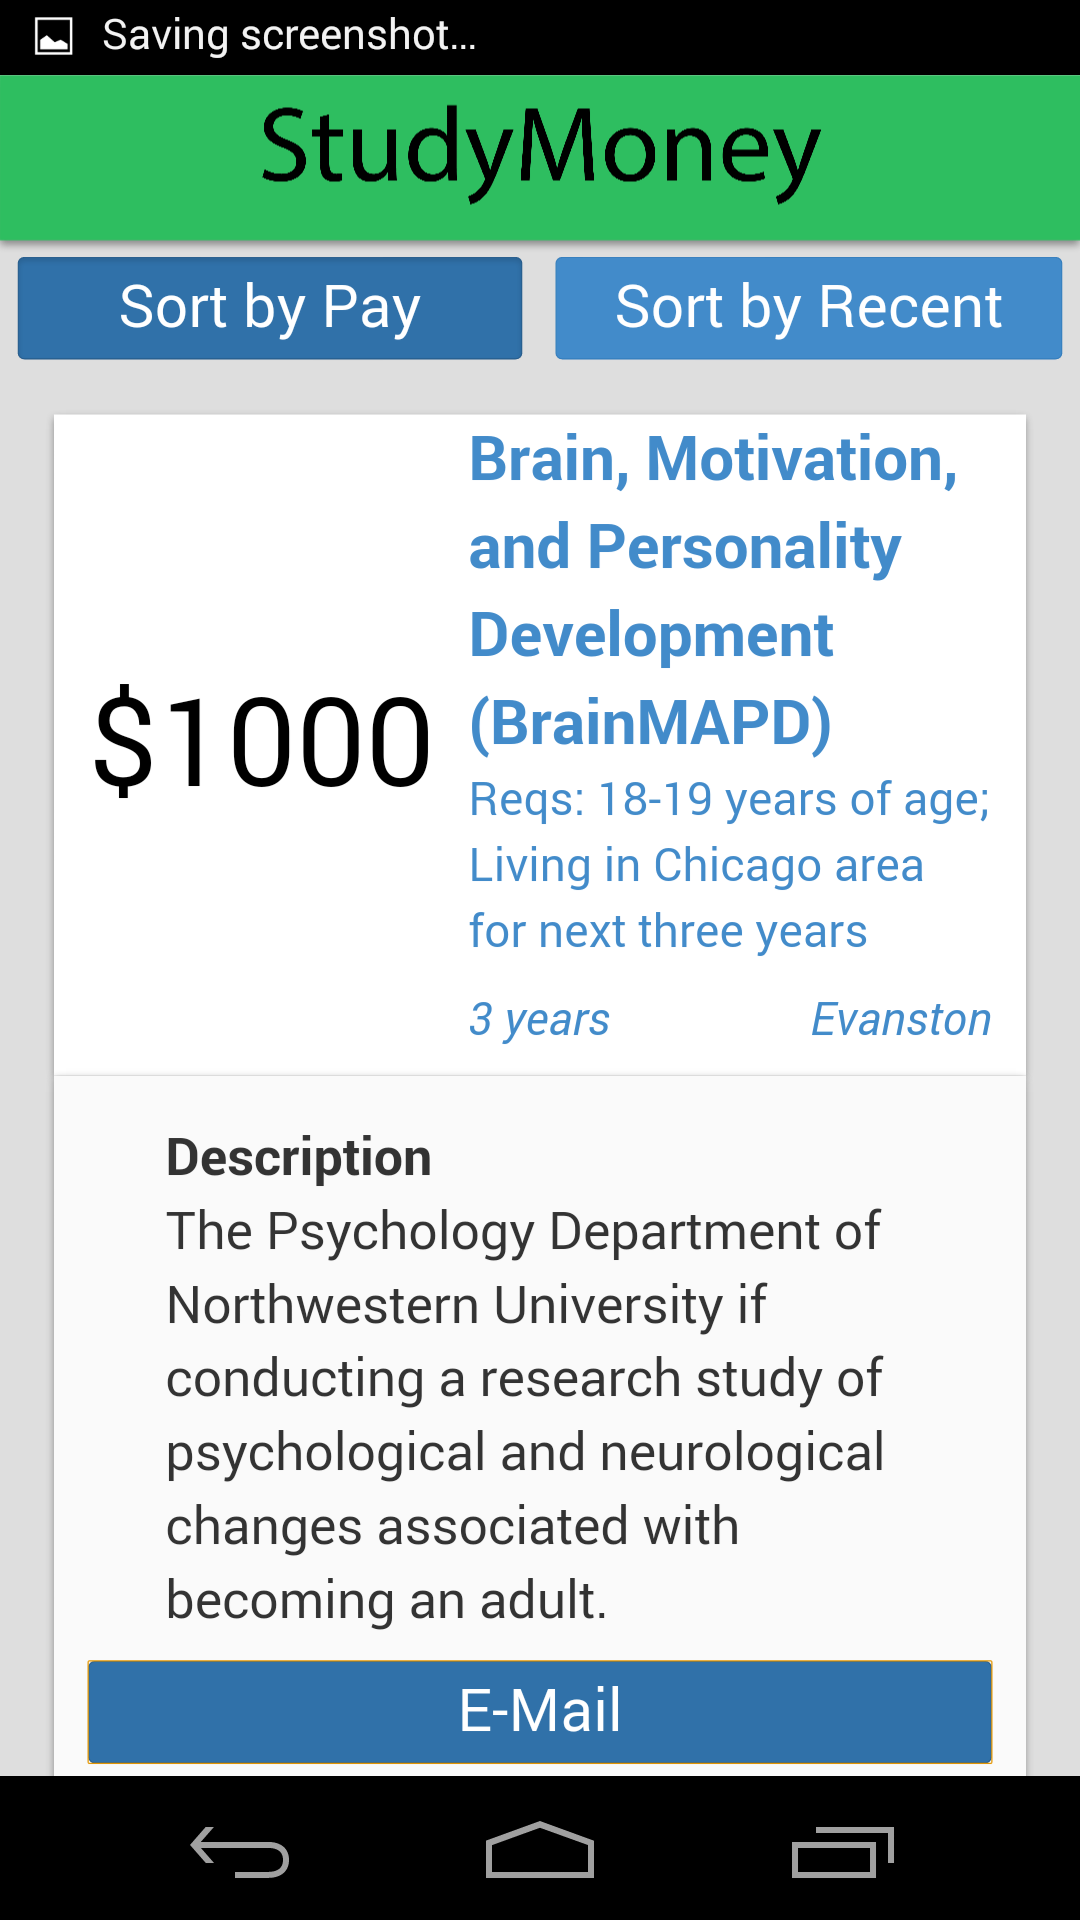 Saving screenshot...
StudyMoney
Sort by Pay
Sort by Recent
$1000
Brain, Motivation,
and Personality
Development
(BrainMAPD)
Reqs: 18-19 years of age;
Living in Chicago area
for next three years
3 years
Evanston
Description
The Psychology Department of
Northwestern University if
conducting a research study of
psychological and neurological
changes associated with
becoming an adult.
E-Mail